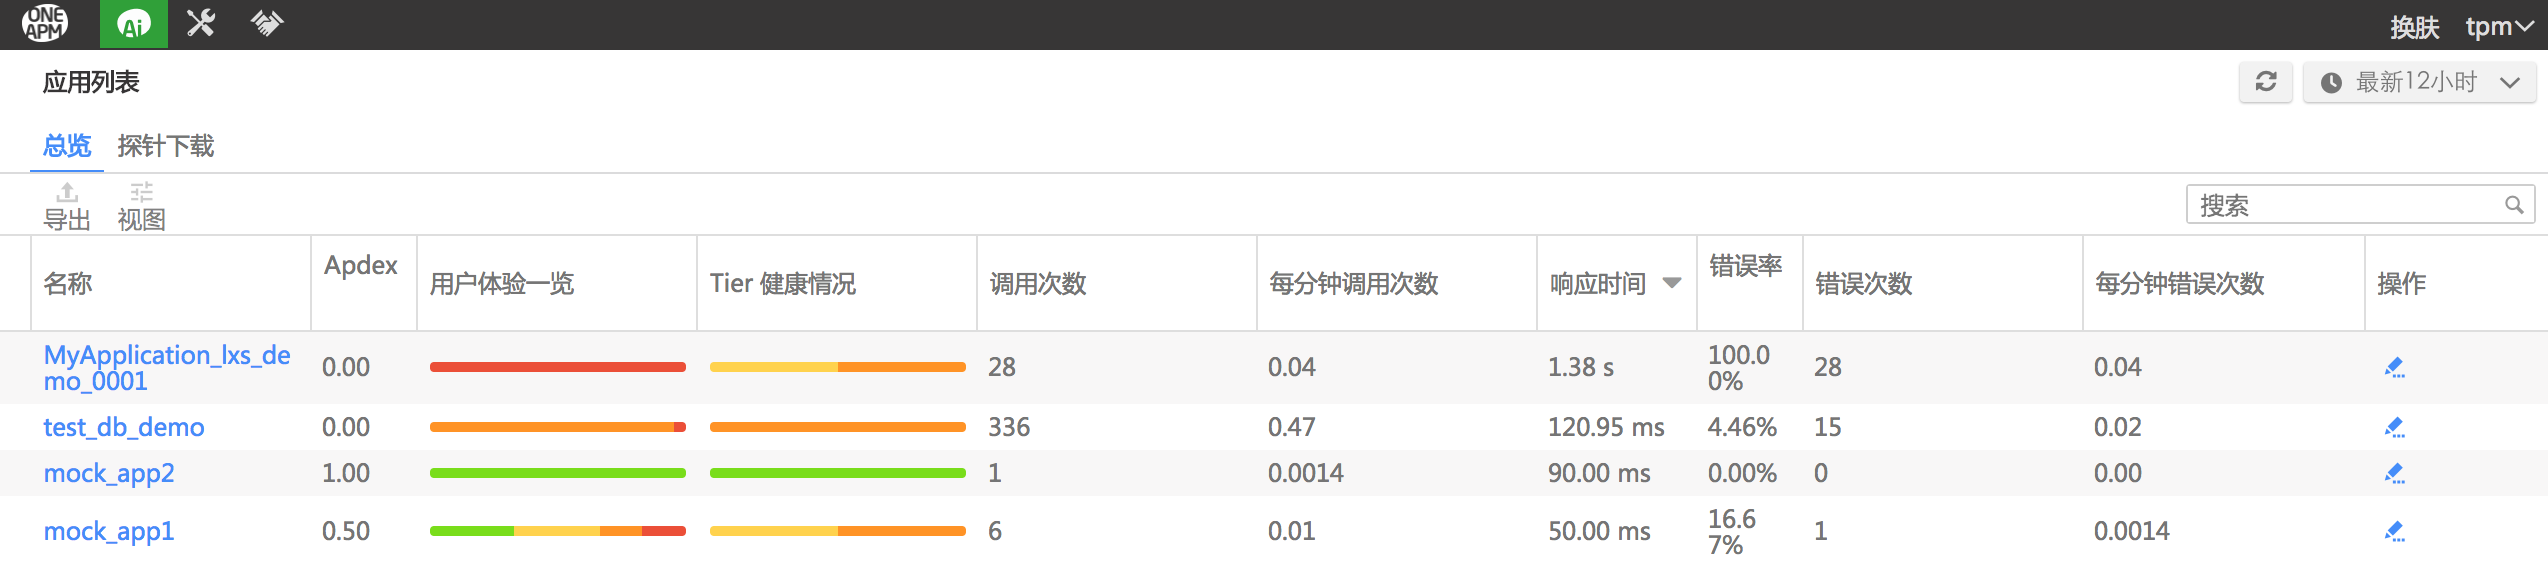 ONE
APM
Ai
换肤 tpm
应用列表
最新12小时
总览 探针下载
导出 视图
搜索
名称 Apdex 用户体验一览 Tier 健康情况 调用次数 每分钟调用次数 响应时间 错误率 错误次数 每分钟错误次数 操作
MyApplication_lxs_de
mo_0001 0.00 28 0.04 1.38 s 100.0
0% 28 0.04
test_db_demo 0.00 336 0.47 120.95 ms 4.46% 15 0.02
mock_app2 1.00 1 0.0014 90.00 ms 0.00% 0 0.00
mock_app1 0.50 6 0.01 50.00 ms 16.6
7% 1 0.0014